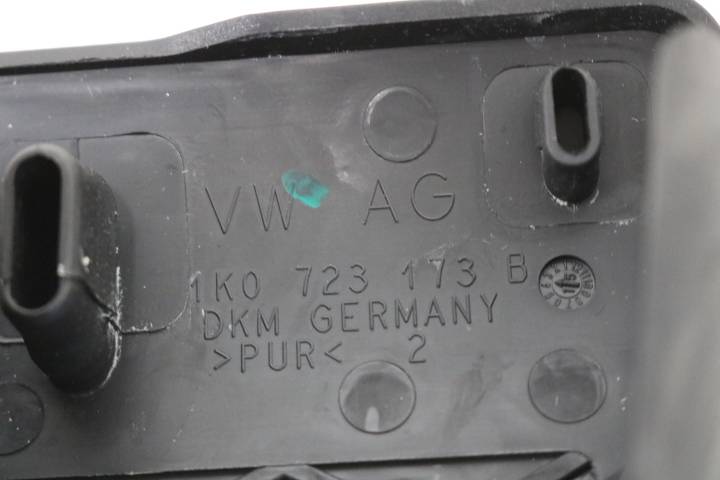 VW AG
1K0 723 173 B
DKM GERMANY
>PUR< 2